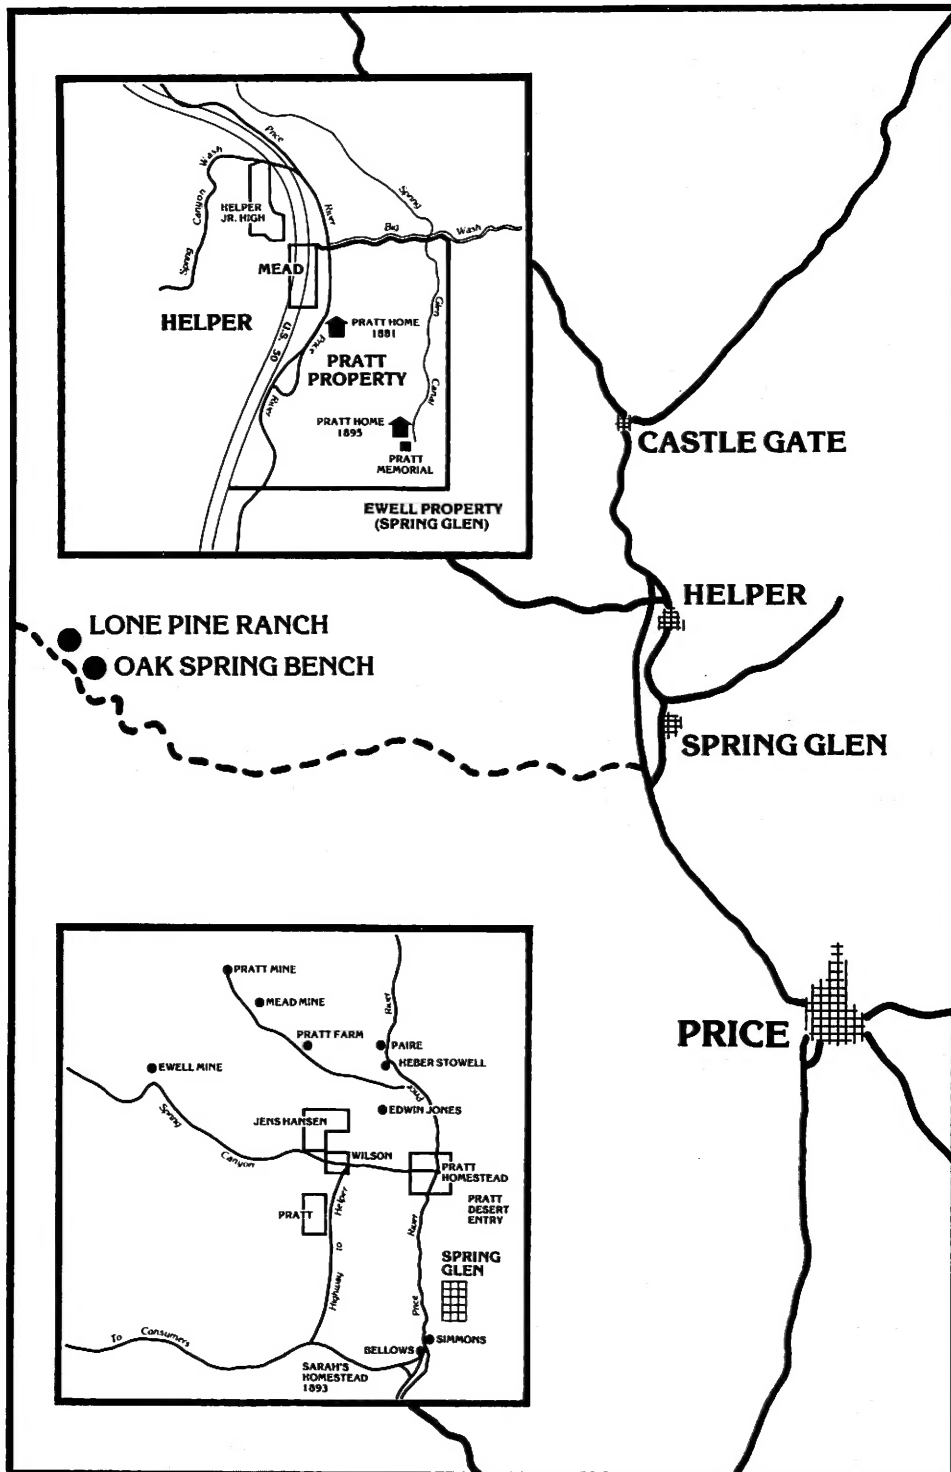 Price
River
Spring Canyon Wash
HELPER
JR. HIGH
Spring
Big Wash
MEAD
HELPER
U.S. 50
PRATT HOME
1881
Price
River
PRATT
PROPERTY
Glen
Canal
PRATT HOME
1895
PRATT
MEMORIAL
EWELL PROPERTY
(SPRING GLEN)
CASTLE GATE
HELPER
LONE PINE RANCH
OAK SPRING BENCH
SPRING GLEN
PRICE
PRATT MINE
MEAD MINE
PRATT FARM
River
PAIRE
HEBER STOWELL
EWELL MINE
Price
EDWIN JONES
JENS HANSEN
Spring
Canyon
WILSON
PRATT
HOMESTEAD
PRATT
DESERT
ENTRY
PRATT
Highway to Helper
Price River
SPRING
GLEN
To Consumers
SIMMONS
BELLOWS
SARAH'S
HOMESTEAD
1893